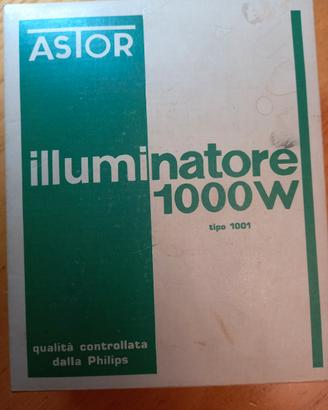 ASTOR
illuminatore
1000W
tipo 1001
qualità controllata
dalla Philips